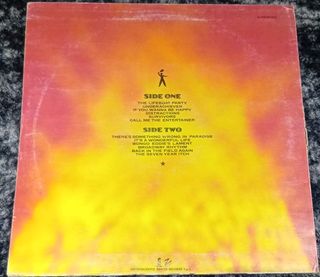 SIDE ONE
THE LIFEBOAT PARTY
UNDERACHIEVER
IF YOU WANNA BE HAPPY
DISTRACTIONS
SURVIVORS
CALL ME THE ENTERTAINER
SIDE TWO
THERE'S SOMETHING WRONG IN PARADISE
IT'S A WONDERFUL LIFE
BONGO EDDIE'S LAMENT
BROADWAY RHYTHM
BACK IN THE FIELD AGAIN
THE SEVEN YEAR ITCH